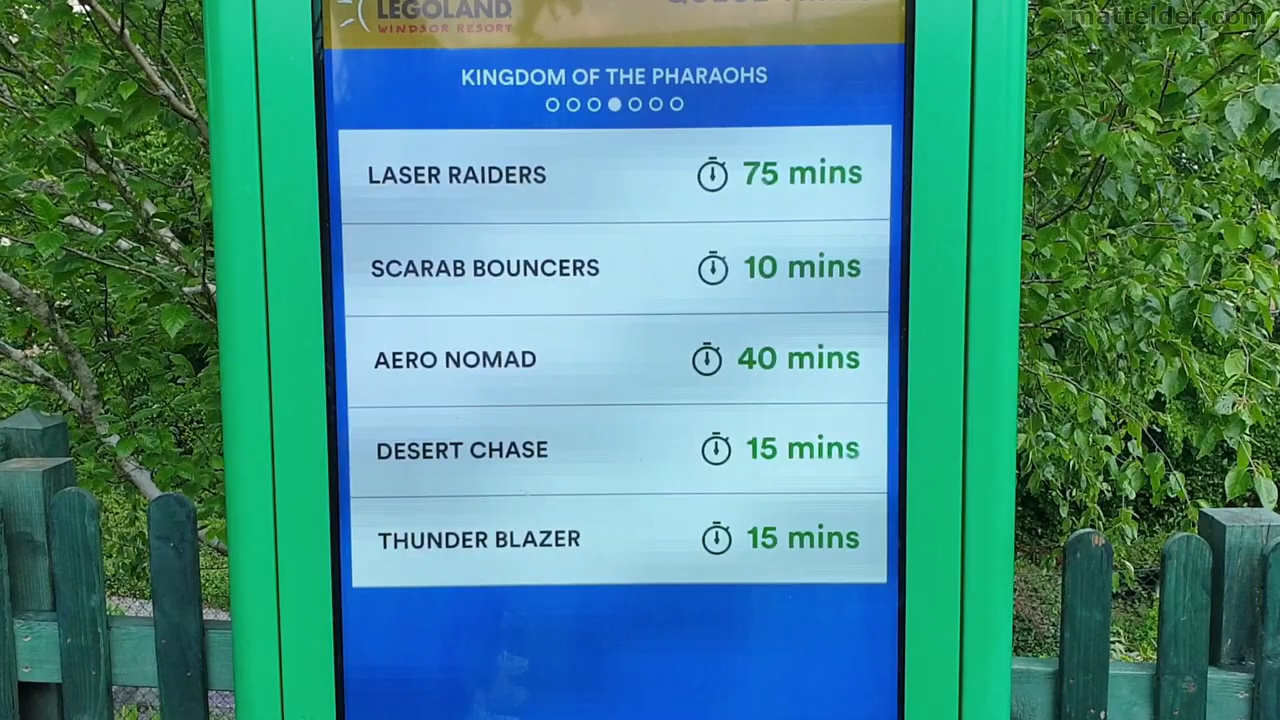 mattelder.com
LEGOLAND
WINDSOR RESORT
KINGDOM OF THE PHARAOHS
LASER RAIDERS 75 mins
SCARAB BOUNCERS 10 mins
AERO NOMAD 40 mins
DESERT CHASE 15 mins
THUNDER BLAZER 15 mins